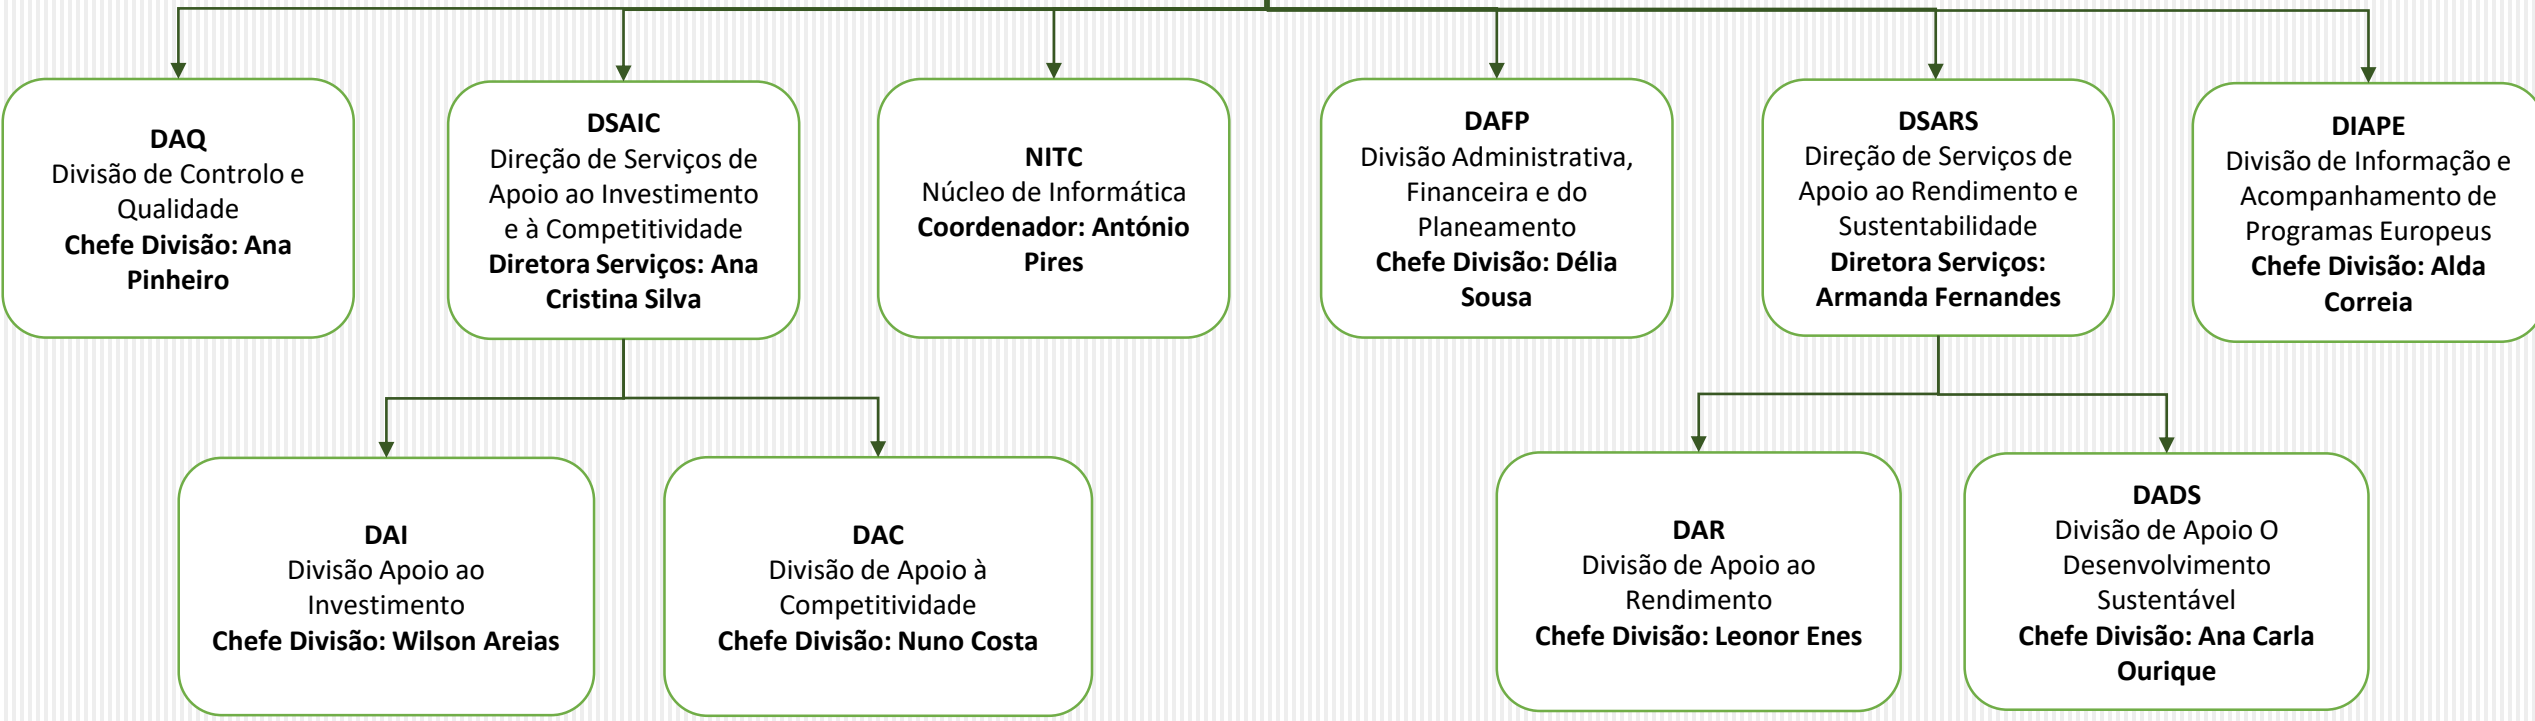 DAQ
Divisão de Controlo e
Qualidade
Chefe Divisão: Ana
Pinheiro
DSAIC
Direção de Serviços de
Apoio ao Investimento
e à Competitividade
Diretora Serviços: Ana
Cristina Silva
NITC
Núcleo de Informática
Coordenador: António
Pires
DAFP
Divisão Administrativa,
Financeira e do
Planeamento
Chefe Divisão: Délia
Sousa
DSARS
Direção de Serviços de
Apoio ao Rendimento e
Sustentabilidade
Diretora Serviços:
Armanda Fernandes
DIAPE
Divisão de Informação e
Acompanhamento de
Programas Europeus
Chefe Divisão: Alda
Correia
DAI
Divisão Apoio ao
Investimento
Chefe Divisão: Wilson Areias
DAC
Divisão de Apoio à
Competitividade
Chefe Divisão: Nuno Costa
DAR
Divisão de Apoio ao
Rendimento
Chefe Divisão: Leonor Enes
DADS
Divisão de Apoio O
Desenvolvimento
Sustentável
Chefe Divisão: Ana Carla
Ourique